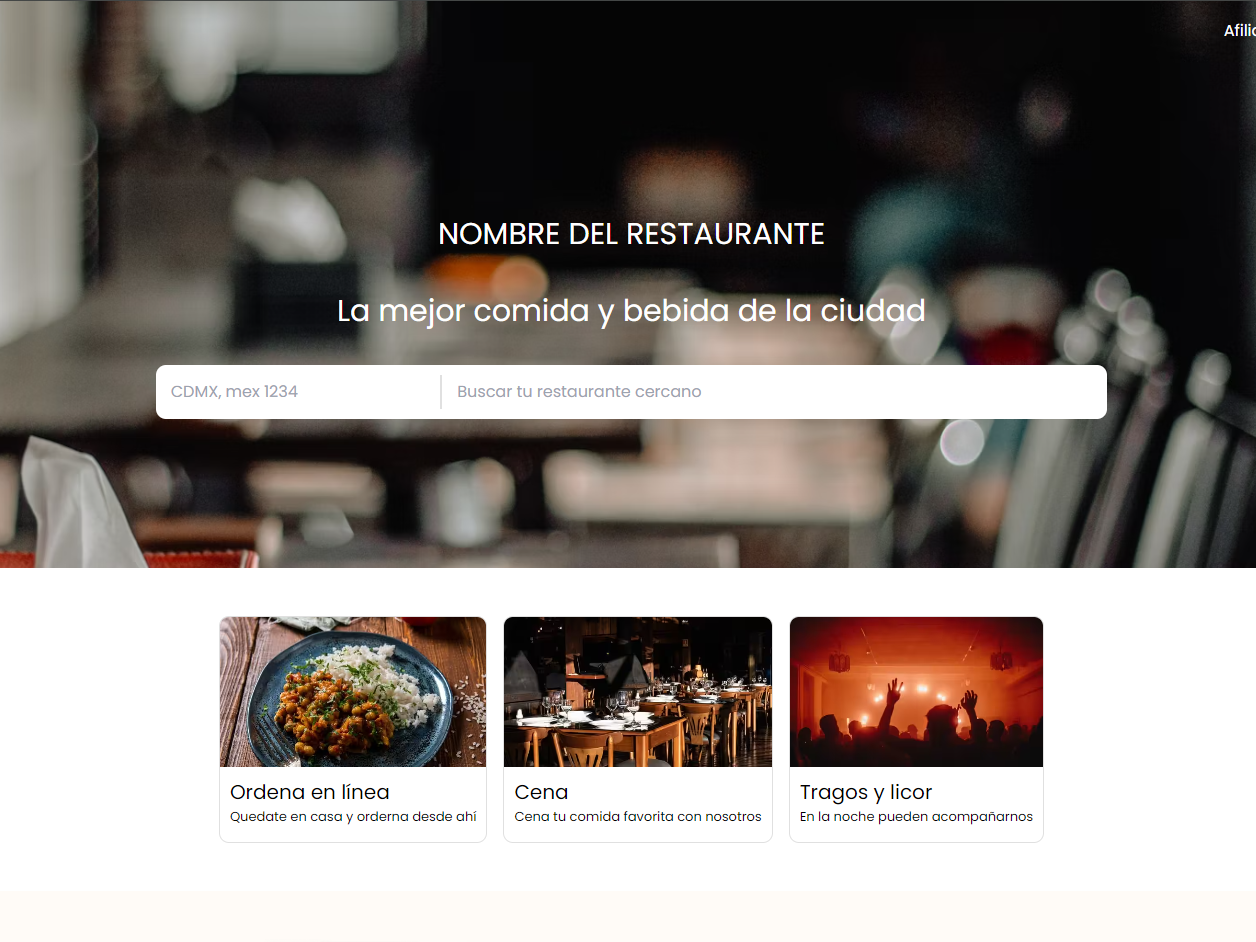 NOMBRE DEL RESTAURANTE
La mejor comida y bebida de la ciudad
CDMX, mex 1234
Buscar tu restaurante cercano
Ordena en línea
Quedate en casa y orderna desde ahí
Cena
Cena tu comida favorita con nosotros
Tragos y licor
En la noche pueden acompañarnos